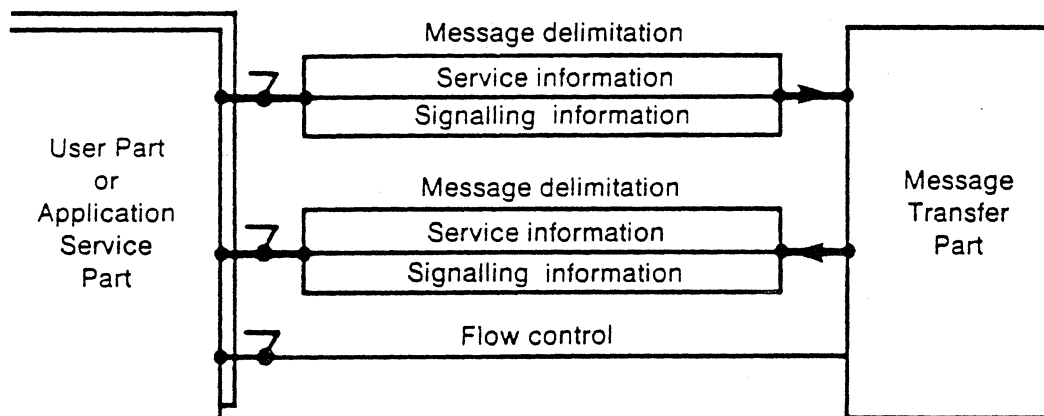 User Part
or
Application
Service
Part
Message delimitation
Service information
Signalling information
Message delimitation
Service information
Signalling information
Flow control
Message
Transfer
Part